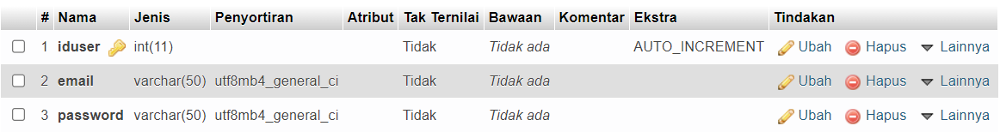 # Nama Jenis Penyortiran Atribut Tak Ternilai Bawaan Komentar Ekstra Tindakan
1 iduser int(11) Tidak Tidak ada AUTO_INCREMENT Ubah Hapus Lainnya
2 email varchar(50) utf8mb4_general_ci Tidak Tidak ada Ubah Hapus Lainnya
3 password varchar(50) utf8mb4_general_ci Tidak Tidak ada Ubah Hapus Lainnya